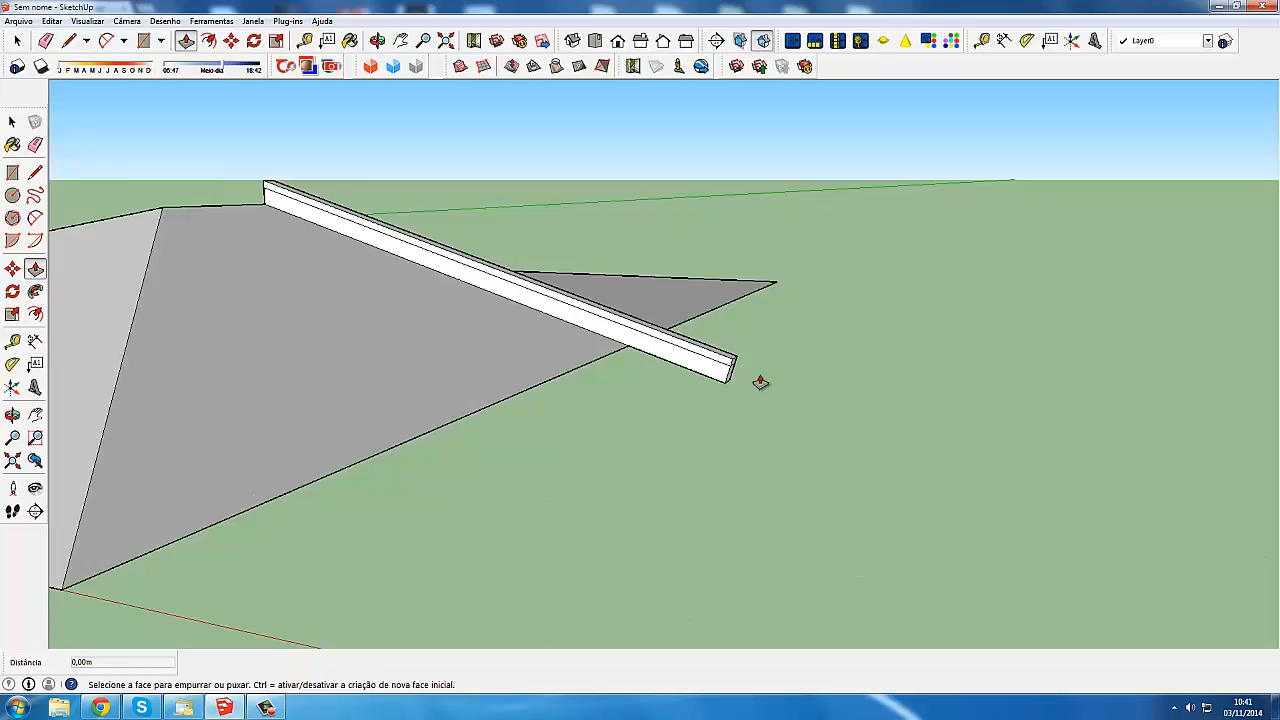 Sem nome - SketchUp
Arquivo Editar Visualizar Câmera Desenho Ferramentas Janela Plug-ins Ajuda
Layer0
J F M A M J J A S O N D 05:47 Meio-dia 18:42
Distância 0,00m
Selecione a face para empurrar ou puxar. Ctrl = ativar/desativar a criação de nova face inicial.
10:41
03/11/2014